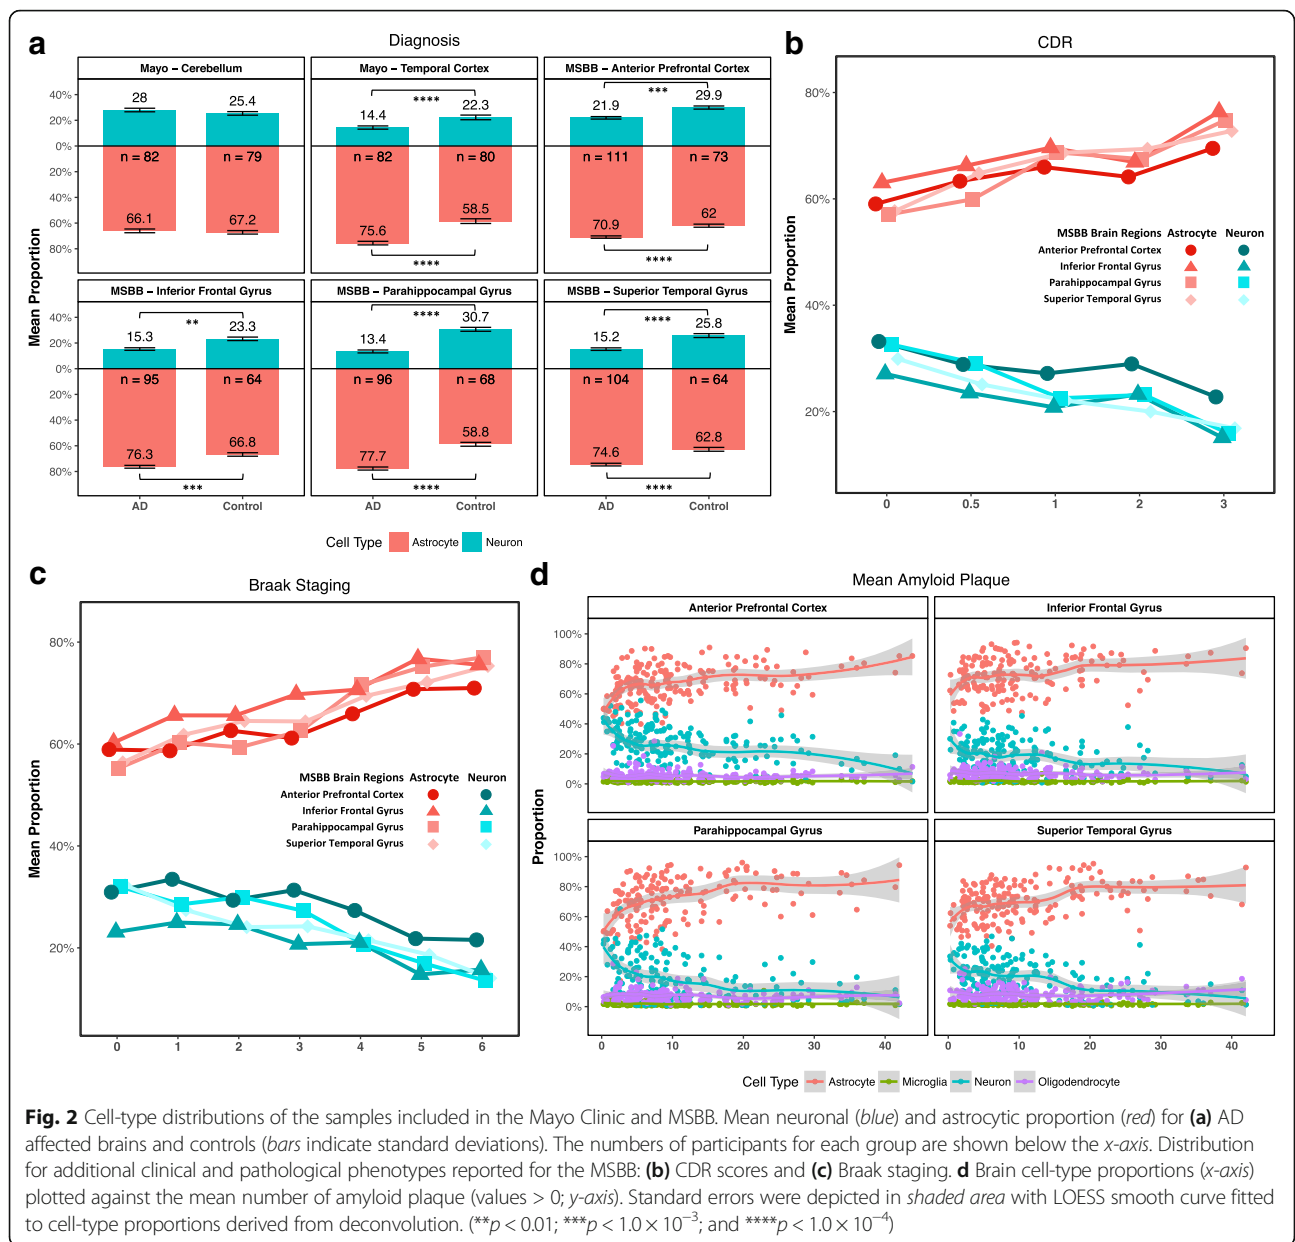 a
Diagnosis
Mean Proportion
Mayo – Cerebellum
Mayo – Temporal Cortex
MSBB – Anterior Prefrontal Cortex
40%
20%
0%
20%
40%
60%
80%
28
25.4
n = 82
n = 79
66.1
67.2
****
14.4
22.3
n = 82
n = 80
75.6
58.5
****
***
21.9
29.9
n = 111
n = 73
70.9
62
****
MSBB – Inferior Frontal Gyrus
MSBB – Parahippocampal Gyrus
MSBB – Superior Temporal Gyrus
40%
20%
0%
20%
40%
60%
80%
**
15.3
23.3
n = 95
n = 64
76.3
66.8
***
****
13.4
30.7
n = 96
n = 68
77.7
58.8
****
****
15.2
25.8
n = 104
n = 64
74.6
62.8
****
AD Control AD Control AD Control
Cell Type Astrocyte Neuron
b
CDR
Mean Proportion
80%
60%
40%
20%
MSBB Brain Regions Astrocyte Neuron
Anterior Prefrontal Cortex
Inferior Frontal Gyrus
Parahippocampal Gyrus
Superior Temporal Gyrus
0 0.5 1 2 3
c
Braak Staging
Mean Proportion
80%
60%
40%
20%
MSBB Brain Regions Astrocyte Neuron
Anterior Prefrontal Cortex
Inferior Frontal Gyrus
Parahippocampal Gyrus
Superior Temporal Gyrus
0 1 2 3 4 5 6
d
Mean Amyloid Plaque
Proportion
Anterior Prefrontal Cortex
Inferior Frontal Gyrus
100%
80%
60%
40%
20%
0%
Parahippocampal Gyrus
Superior Temporal Gyrus
100%
80%
60%
40%
20%
0%
0 10 20 30 40 0 10 20 30 40
Cell Type Astrocyte Microglia Neuron Oligodendrocyte
Fig. 2 Cell-type distributions of the samples included in the Mayo Clinic and MSBB. Mean neuronal (blue) and astrocytic proportion (red) for (a) AD
affected brains and controls (bars indicate standard deviations). The numbers of participants for each group are shown below the x-axis. Distribution
for additional clinical and pathological phenotypes reported for the MSBB: (b) CDR scores and (c) Braak staging. d Brain cell-type proportions (x-axis)
plotted against the mean number of amyloid plaque (values > 0; y-axis). Standard errors were depicted in shaded area with LOESS smooth curve fitted
to cell-type proportions derived from deconvolution. (**p < 0.01; ***p < 1.0 × 10⁻³; and ****p < 1.0 × 10⁻⁴)